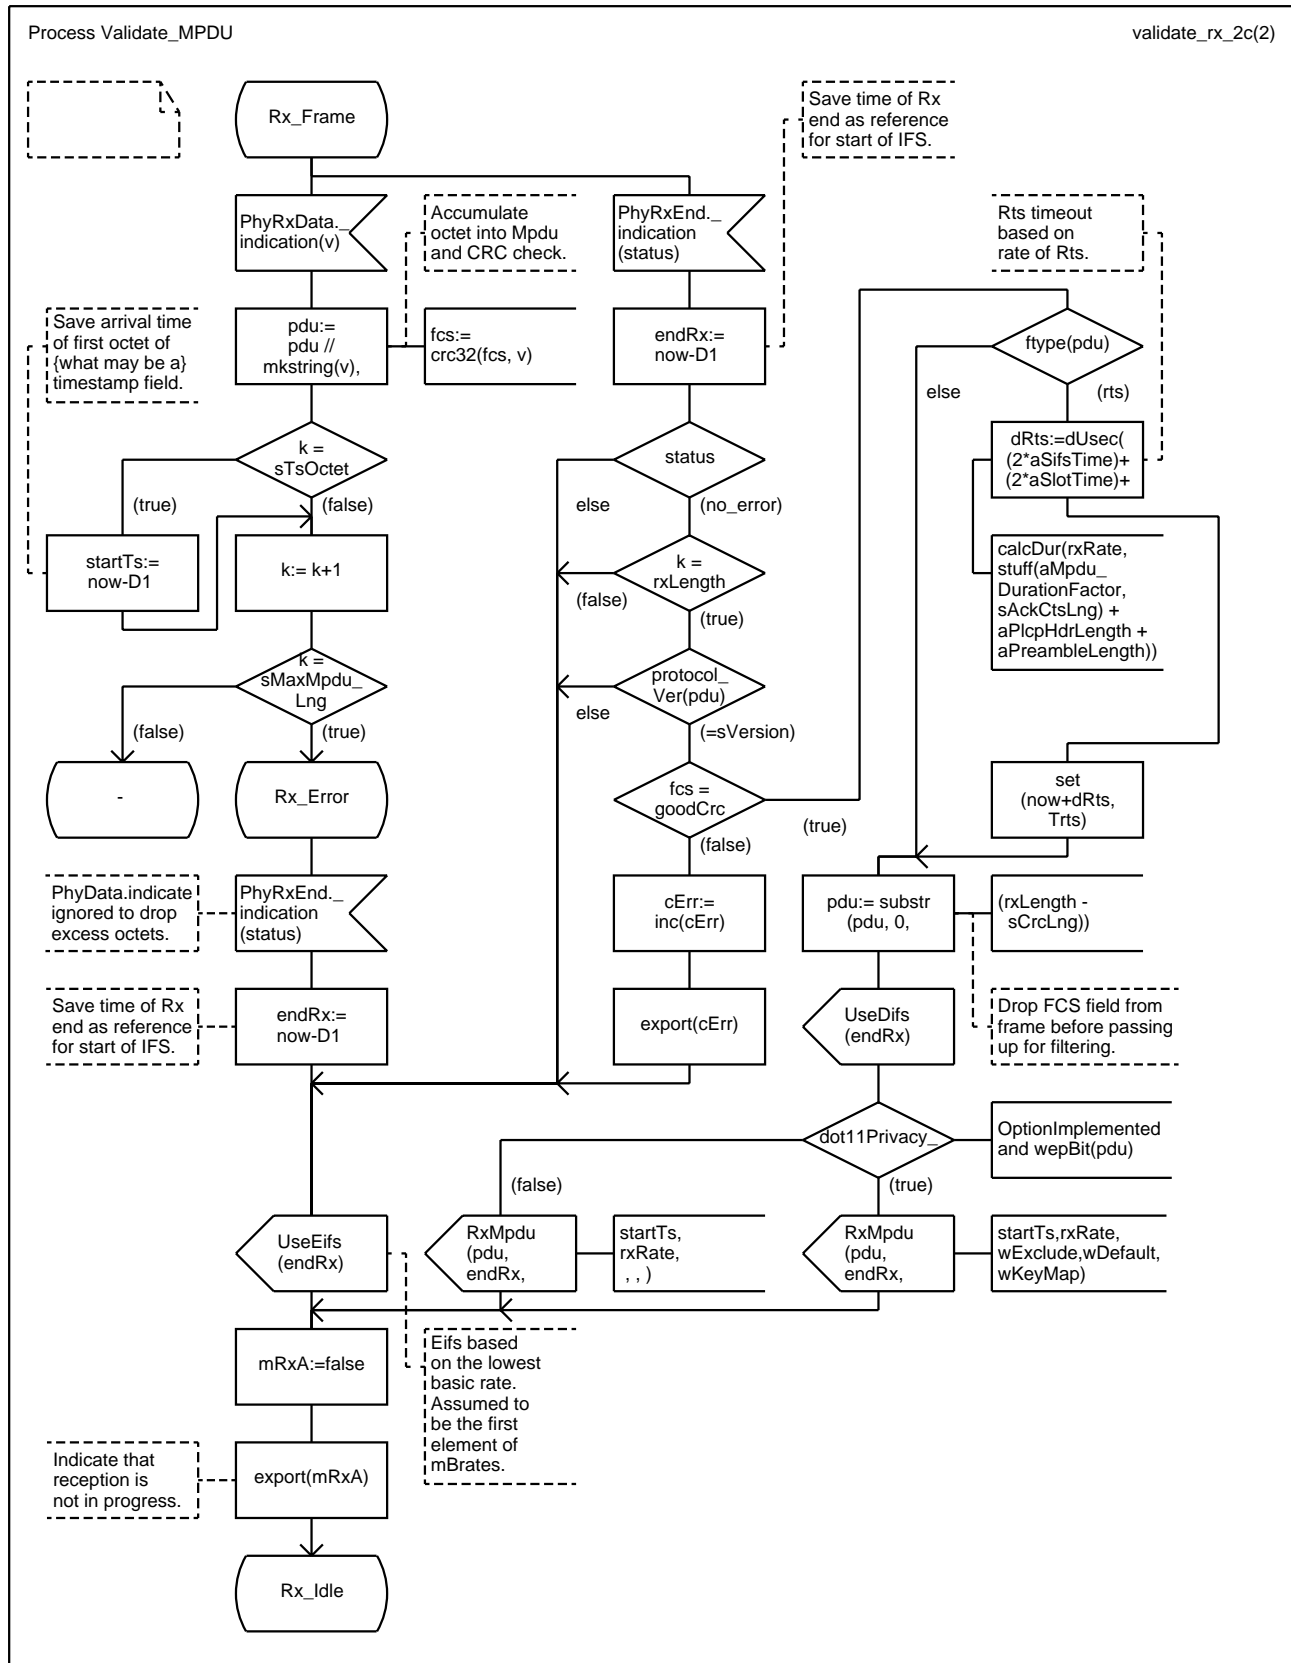 Process Validate_MPDU
validate_rx_2c(2)
Rx_Frame
Save time of Rx
end as reference
for start of IFS.
PhyRxData._
indication(v)
Accumulate
octet into Mpdu
and CRC check.
PhyRxEnd._
indication
(status)
Rts timeout
based on
rate of Rts.
Save arrival time
of first octet of
{what may be a}
timestamp field.
pdu:=
pdu //
mkstring(v),
fcs:=
crc32(fcs, v)
endRx:=
now-D1
ftype(pdu)
else
(rts)
k =
sTsOctet
(true)
(false)
status
else
(no_error)
dRts:=dUsec(
(2*aSifsTime)+
(2*aSlotTime)+
startTs:=
now-D1
k:= k+1
k =
rxLength
(false)
(true)
calcDur(rxRate,
stuff(aMpdu_
DurationFactor,
sAckCtsLng) +
aPlcpHdrLength +
aPreambleLength))
k =
sMaxMpdu_
Lng
(false)
(true)
protocol_
Ver(pdu)
else
(=sVersion)
-
Rx_Error
fcs =
goodCrc
(true)
(false)
set
(now+dRts,
Trts)
PhyData.indicate
ignored to drop
excess octets.
PhyRxEnd._
indication
(status)
cErr:=
inc(cErr)
pdu:= substr
(pdu, 0,
(rxLength -
sCrcLng))
Save time of Rx
end as reference
for start of IFS.
endRx:=
now-D1
export(cErr)
UseDifs
(endRx)
Drop FCS field from
frame before passing
up for filtering.
dot11Privacy_
OptionImplemented
and wepBit(pdu)
(false)
(true)
UseEifs
(endRx)
RxMpdu
(pdu,
endRx,
startTs,
rxRate,
, , )
RxMpdu
(pdu,
endRx,
startTs,rxRate,
wExclude,wDefault,
wKeyMap)
mRxA:=false
Eifs based
on the lowest
basic rate.
Assumed to
be the first
element of
mBrates.
Indicate that
reception is
not in progress.
export(mRxA)
Rx_Idle